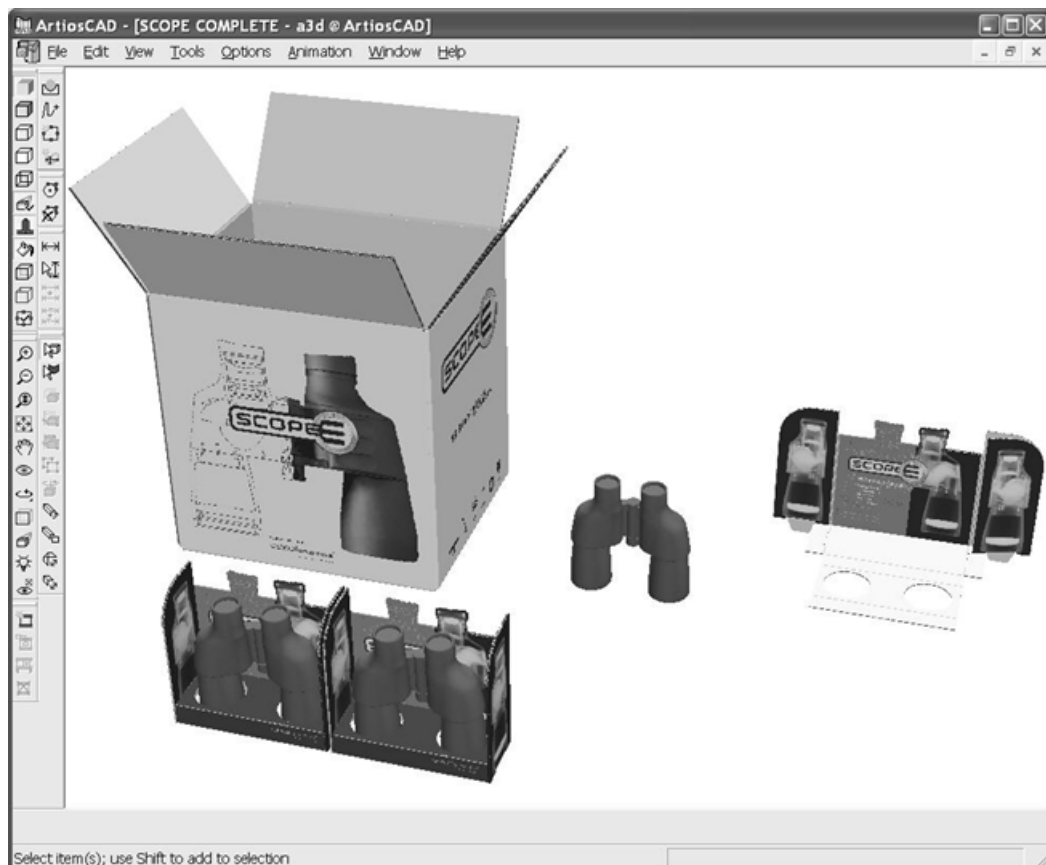 ArtiosCAD - [SCOPE COMPLETE - a3d @ ArtiosCAD]
File Edit View Tools Options Animation Window Help
SCOPE
SCOPE
SCOPE
Select item(s); use Shift to add to selection